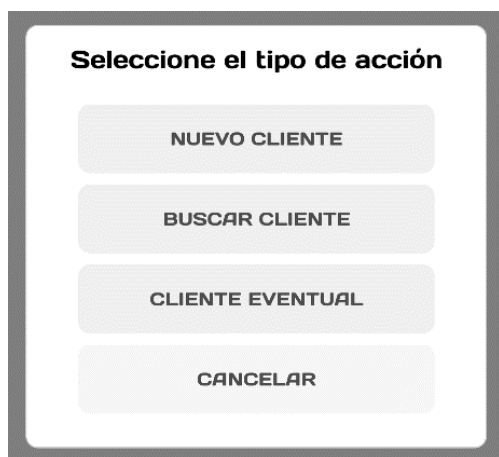 Seleccione el tipo de acción
NUEVO CLIENTE
BUSCAR CLIENTE
CLIENTE EVENTUAL
CANCELAR